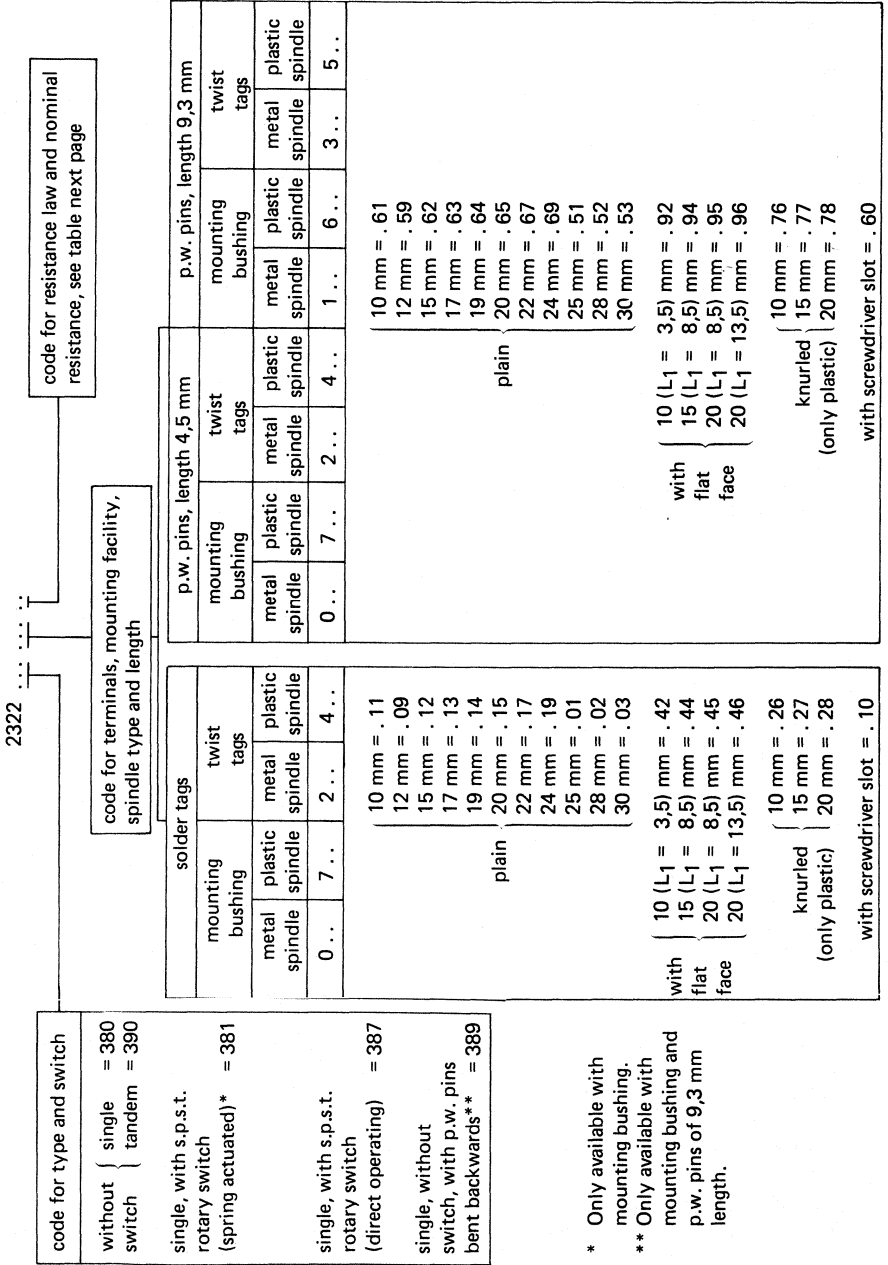 2322 ... ... ..
code for resistance law and nominal
resistance, see table next page
code for terminals, mounting facility,
spindle type and length
code for type and switch
without { single = 380
switch { tandem = 390
single, with s.p.s.t.
rotary switch
(spring actuated)* = 381
single, with s.p.s.t.
rotary switch
(direct operating) = 387
single, without
switch, with p.w. pins
bent backwards** = 389
* Only available with
mounting bushing.
** Only available with
mounting bushing and
p.w. pins of 9,3 mm
length.
solder tags
mounting bushing twist tags
metal spindle plastic spindle metal spindle plastic spindle
0 . . 7 . . 2 . . 4 . .
plain
10 mm = . 11
12 mm = . 09
15 mm = . 12
17 mm = . 13
19 mm = . 14
20 mm = . 15
22 mm = . 17
24 mm = . 19
25 mm = . 01
28 mm = . 02
30 mm = . 03
with
flat
face
10 (L1 = 3,5) mm = . 42
15 (L1 = 8,5) mm = . 44
20 (L1 = 8,5) mm = . 45
20 (L1 = 13,5) mm = . 46
knurled
(only plastic)
10 mm = . 26
15 mm = . 27
20 mm = . 28
with screwdriver slot = . 10
p.w. pins, length 4,5 mm p.w. pins, length 9,3 mm
mounting bushing twist tags mounting bushing twist tags
metal spindle plastic spindle metal spindle plastic spindle metal spindle plastic spindle metal spindle plastic spindle
0 . . 7 . . 2 . . 4 . . 1 . . 6 . . 3 . . 5 . .
plain
10 mm = . 61
12 mm = . 59
15 mm = . 62
17 mm = . 63
19 mm = . 64
20 mm = . 65
22 mm = . 67
24 mm = . 69
25 mm = . 51
28 mm = . 52
30 mm = . 53
with
flat
face
10 (L1 = 3,5) mm = . 92
15 (L1 = 8,5) mm = . 94
20 (L1 = 8,5) mm = . 95
20 (L1 = 13,5) mm = . 96
knurled
(only plastic)
10 mm = . 76
15 mm = . 77
20 mm = . 78
with screwdriver slot = . 60